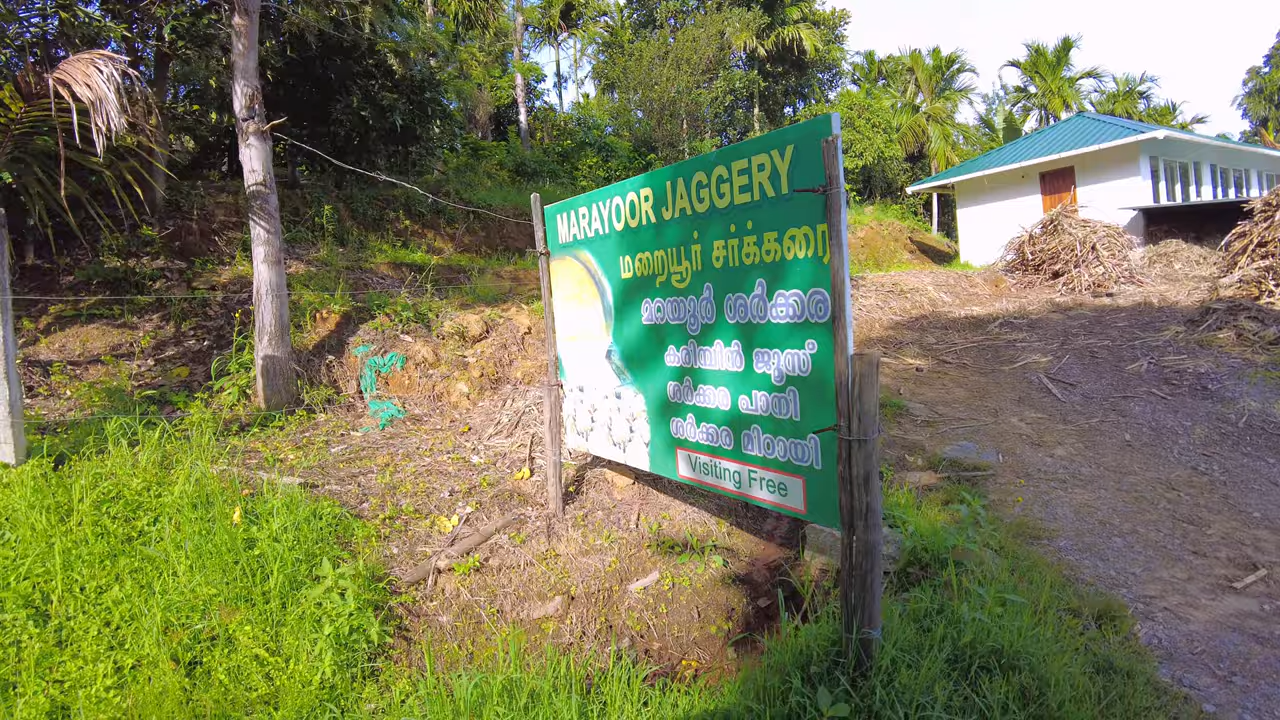 MARAYOOR JAGGERY
மறையூர் சர்க்கரை
മറയൂർ ശർക്കര
കരിമ്പിൻ ജൂസ്
ശർക്കര പാനി
ശർക്കര മിഠായി
Visiting Free